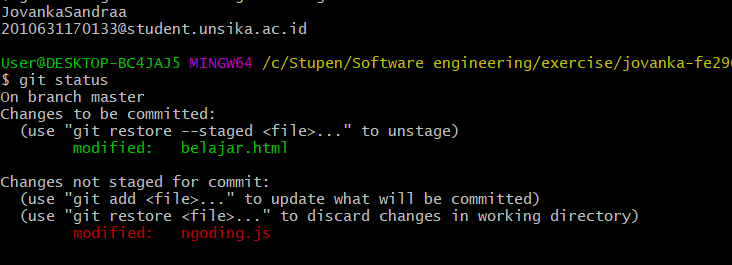 JovankaSandraa
2010631170133@student.unsika.ac.id
User@DESKTOP-BC4JAJ5 MINGW64 /c/Stupen/Software engineering/exercise/jovanka-fe290
$ git status
On branch master
Changes to be committed:
(use "git restore --staged <file>..." to unstage)
modified: belajar.html
Changes not staged for commit:
(use "git add <file>..." to update what will be committed)
(use "git restore <file>..." to discard changes in working directory)
modified: ngoding.js